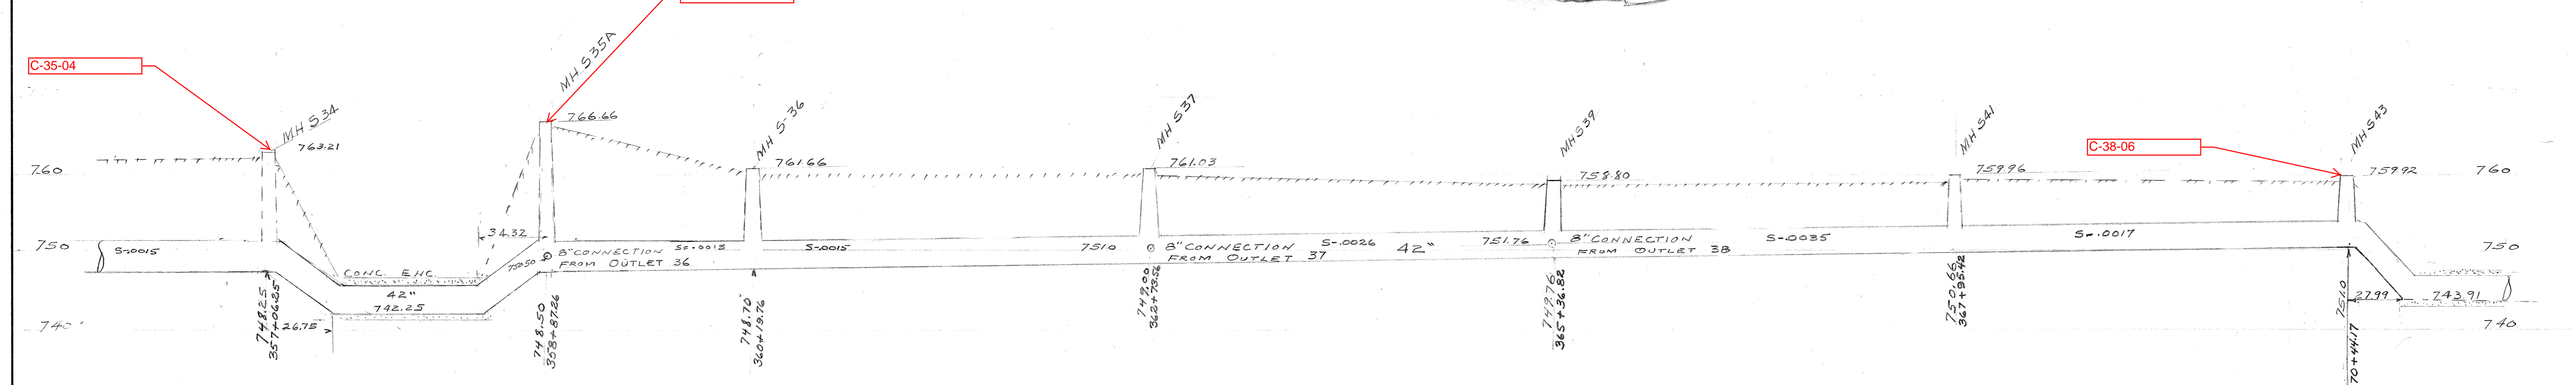 C-35-04
MH S34
763.21
MH S35A
766.66
MH S-36
761.66
MH S37
761.03
MH S39
758.80
MH S41
759.96
C-38-06
MH S43
759.92
760
760
750
S-.0015
CONC. ENC.
42"
742.25
26.75
34.32
750.50
8" CONNECTION
FROM OUTLET 36
S=.0013
S-.0015
751.0
8" CONNECTION
FROM OUTLET 37
S-.0026
42"
751.76
8" CONNECTION
FROM OUTLET 38
S-.0035
S-.0017
750
27.99
743.91
740
740
748.25
357+06.25
748.50
358+87.26
748.70
360+19.76
749.00
362+73.56
749.76
365+36.82
750.66
367+95.42
751.0
70+44.17